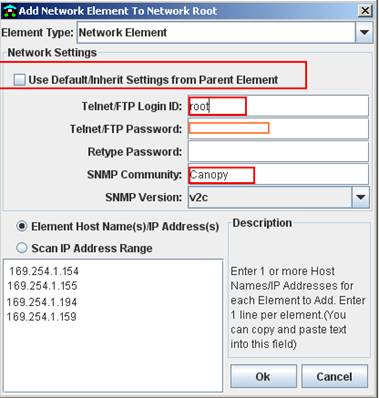 Add Network Element To Network Root
Element Type: Network Element
Network Settings
Use Default/Inherit Settings from Parent Element
Telnet/FTP Login ID: root
Telnet/FTP Password:
Retype Password:
SNMP Community: Canopy
SNMP Version: v2c
Element Host Name(s)/IP Address(s)
Scan IP Address Range
169.254.1.154
169.254.1.155
169.254.1.194
169.254.1.159
Description
Enter 1 or more Host
Names/IP Addresses for
each Element to Add. Enter
1 line per element.(You
can copy and paste text
into this field)
Ok Cancel